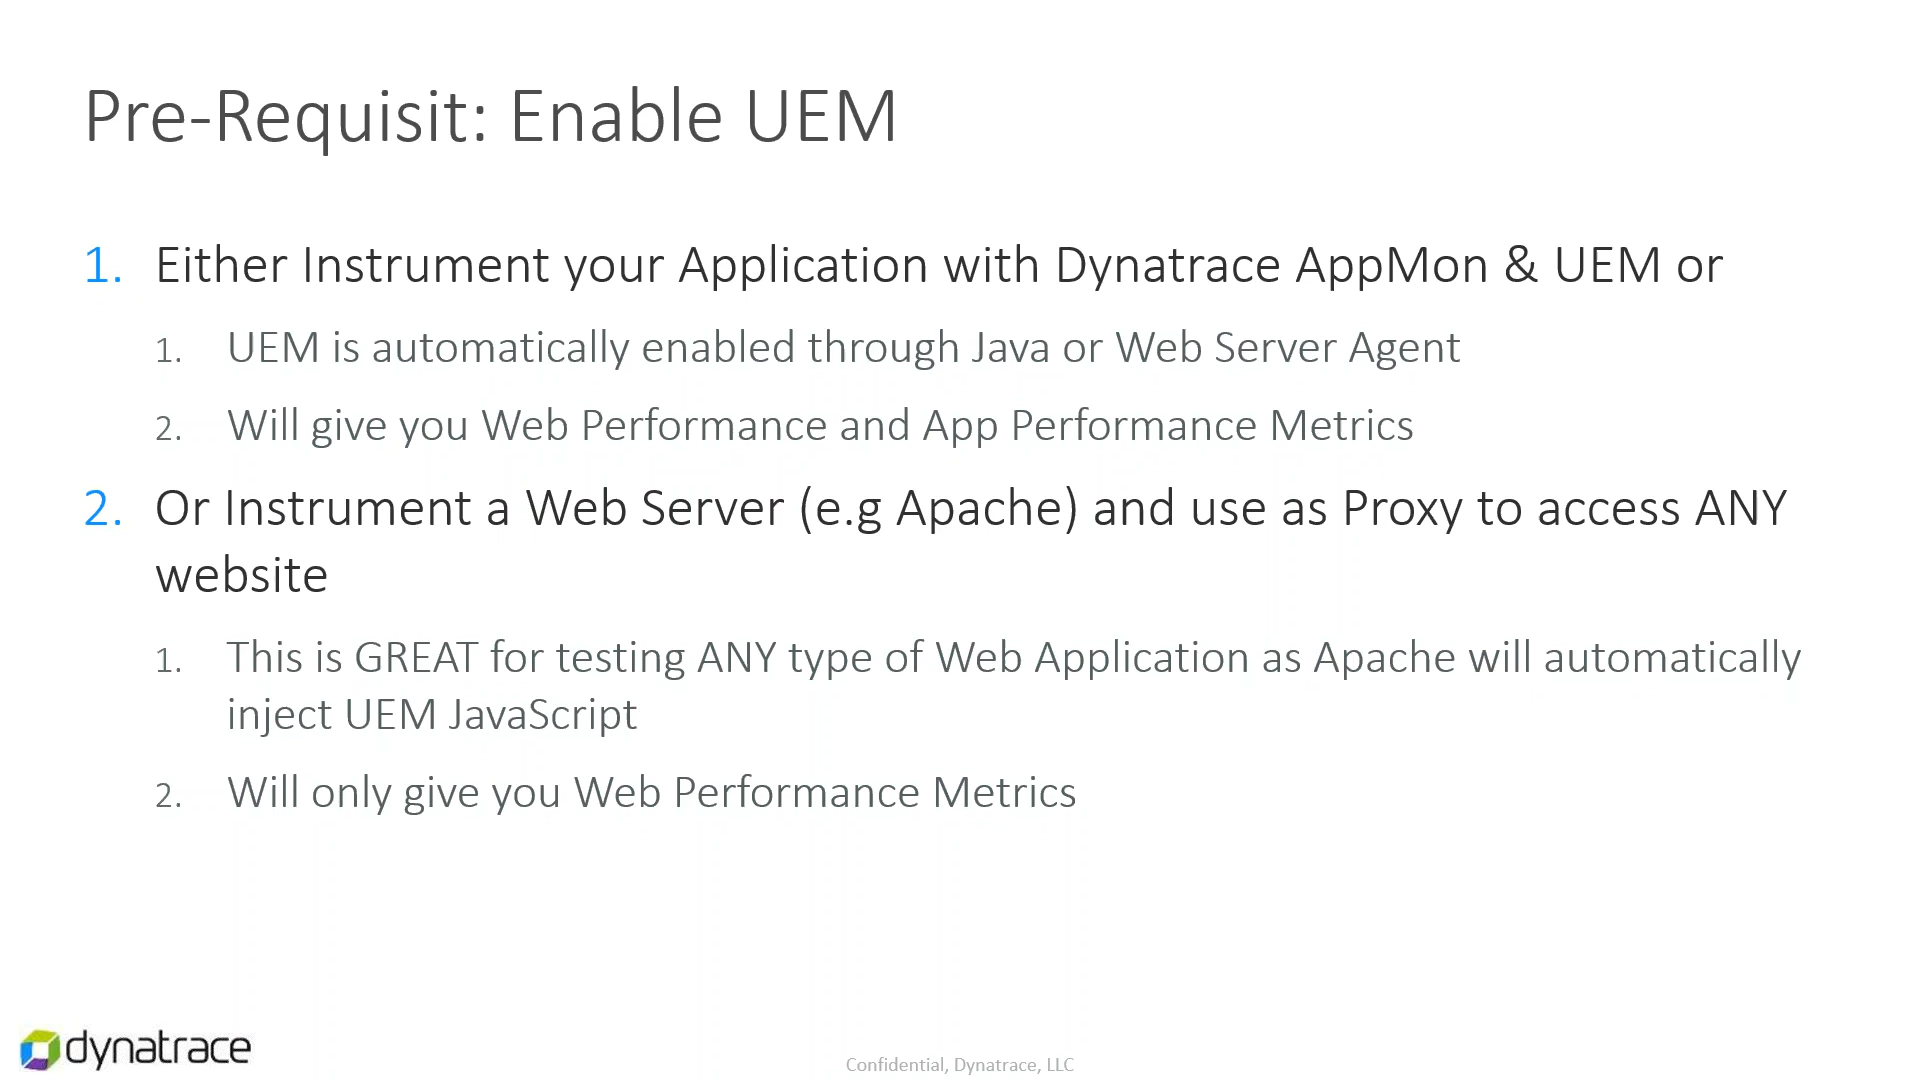 Pre-Requisit: Enable UEM
1. Either Instrument your Application with Dynatrace AppMon & UEM or
1. UEM is automatically enabled through Java or Web Server Agent
2. Will give you Web Performance and App Performance Metrics
2. Or Instrument a Web Server (e.g Apache) and use as Proxy to access ANY
website
1. This is GREAT for testing ANY type of Web Application as Apache will automatically
inject UEM JavaScript
2. Will only give you Web Performance Metrics
dynatrace
Confidential, Dynatrace, LLC